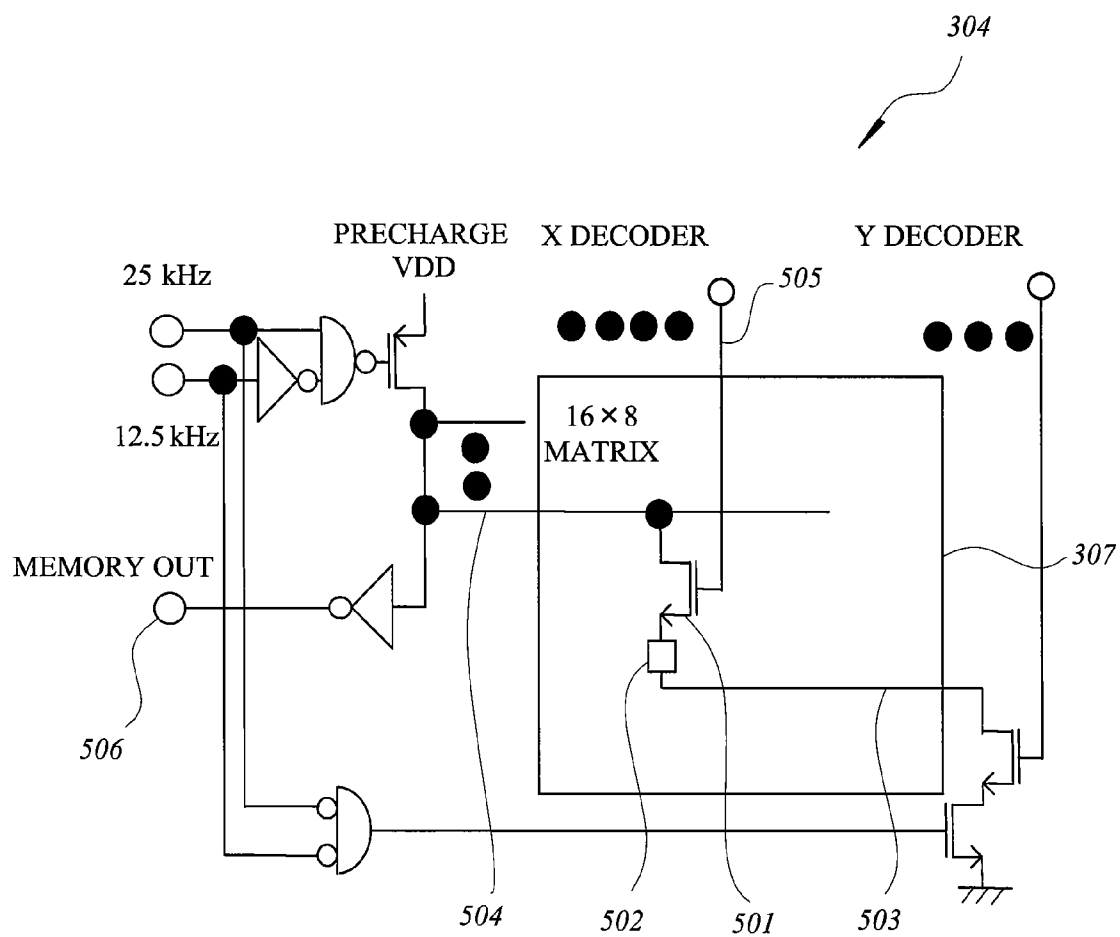 304
PRECHARGE
VDD
X DECODER
Y DECODER
25 kHz
505
12.5 kHz
16 × 8
MATRIX
MEMORY OUT
307
506
504
502
501
503